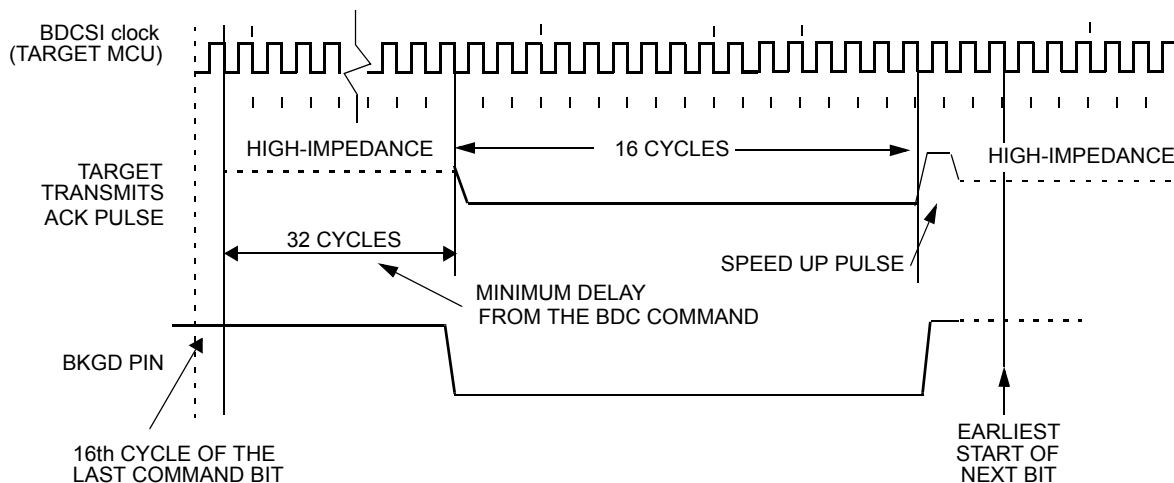 BDCSI clock
(TARGET MCU)
HIGH-IMPEDANCE
16 CYCLES
HIGH-IMPEDANCE
TARGET
TRANSMITS
ACK PULSE
32 CYCLES
SPEED UP PULSE
MINIMUM DELAY
FROM THE BDC COMMAND
BKGD PIN
16th CYCLE OF THE
LAST COMMAND BIT
EARLIEST
START OF
NEXT BIT